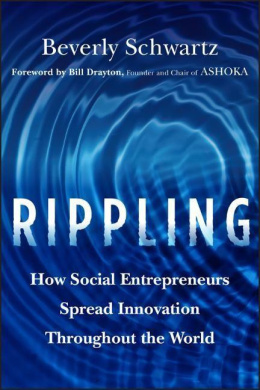 Beverly Schwartz
Foreword by Bill Drayton, Founder and Chair of ASHOKA
RIPPLING
How Social Entrepreneurs
Spread Innovation
Throughout the World